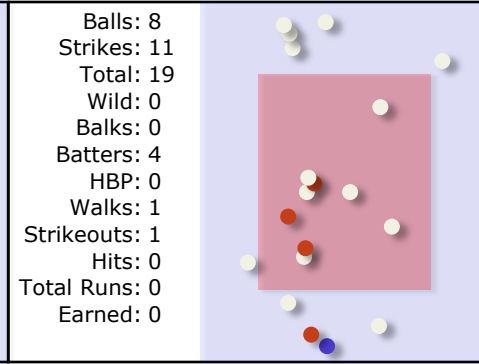 Balls: 8
Strikes: 11
Total: 19
Wild: 0
Balks: 0
Batters: 4
HBP: 0
Walks: 1
Strikeouts: 1
Hits: 0
Total Runs: 0
Earned: 0